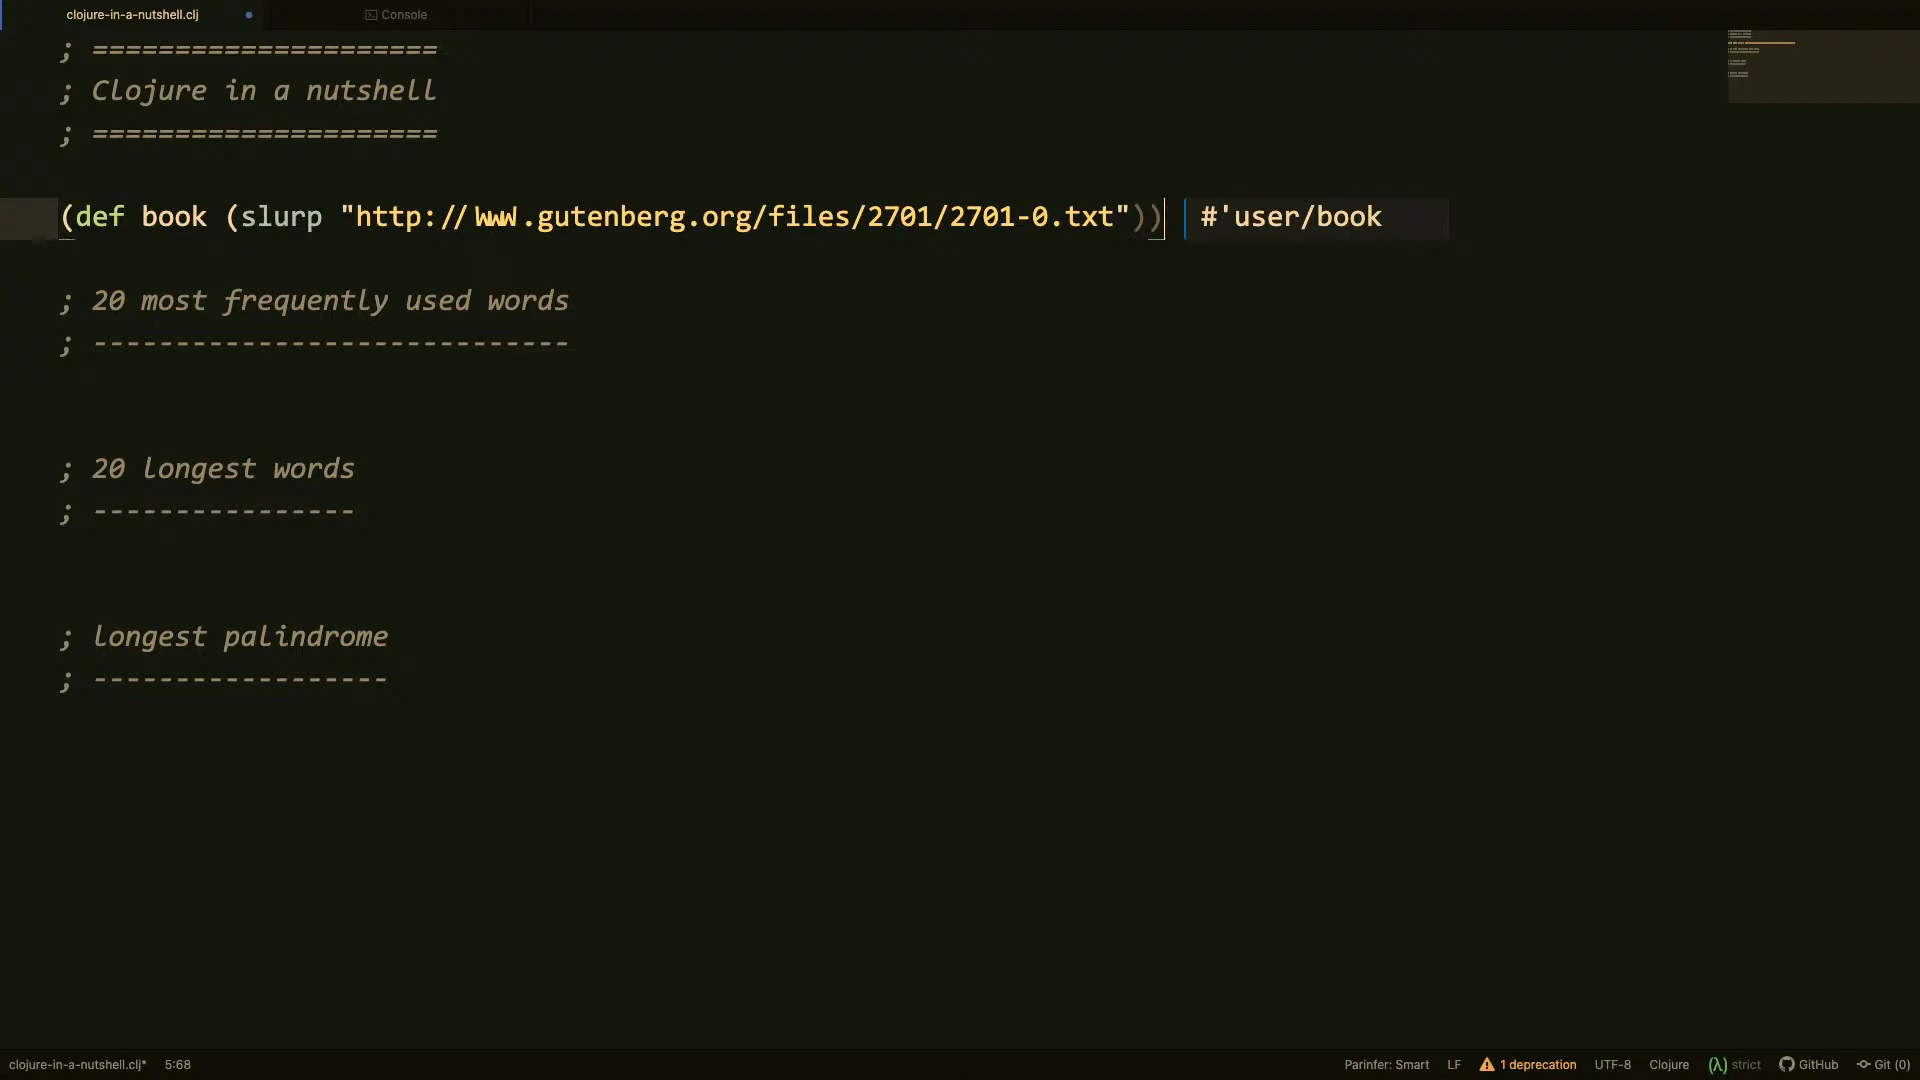 clojure-in-a-nutshell.clj Console
; =====================
; Clojure in a nutshell
; =====================
(def book (slurp "http://www.gutenberg.org/files/2701/2701-0.txt")) #'user/book
; 20 most frequently used words
; -----------------------------
; 20 longest words
; ----------------
; longest palindrome
; ------------------
clojure-in-a-nutshell.clj* 5:68 Parinfer: Smart LF 1 deprecation UTF-8 Clojure (λ) strict GitHub Git (0)